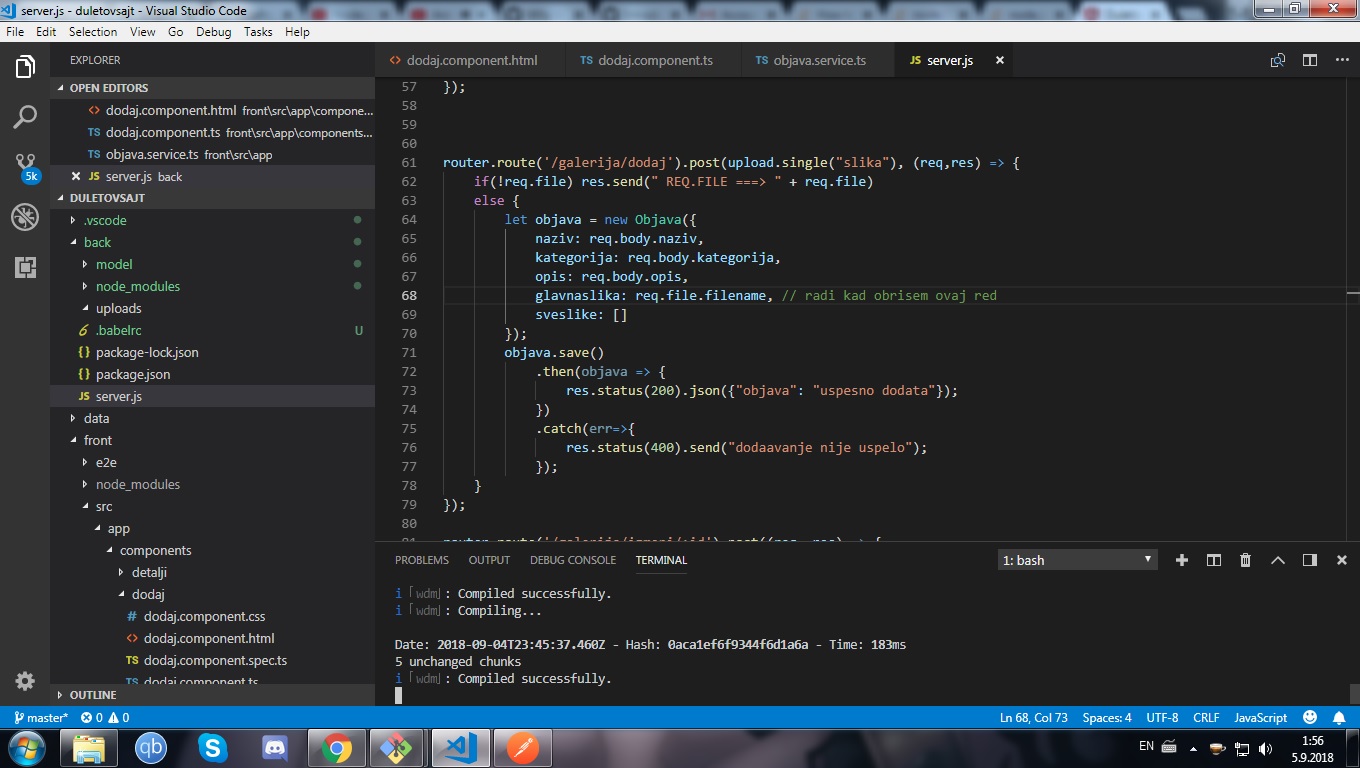 server.js - duletovsajt - Visual Studio Code
File Edit Selection View Go Debug Tasks Help
EXPLORER
OPEN EDITORS
dodaj.component.html front\src\app\compone...
TS dodaj.component.ts front\src\app\components...
TS objava.service.ts front\src\app
JS server.js back
5k
DULETOVSAJT
.vscode
back
model
node_modules
uploads
.babelrc U
package-lock.json
package.json
JS server.js
data
front
e2e
node_modules
src
app
components
detalji
dodaj
# dodaj.component.css
dodaj.component.html
TS dodaj.component.spec.ts
TS dodaj.component.ts
OUTLINE
dodaj.component.html TS dodaj.component.ts TS objava.service.ts JS server.js
57 });
58
59
60
61 router.route('/galerija/dodaj').post(upload.single("slika"), (req,res) => {
62 if(!req.file) res.send(" REQ.FILE ===> " + req.file)
63 else {
64 let objava = new Objava({
65 naziv: req.body.naziv,
66 kategorija: req.body.kategorija,
67 opis: req.body.opis,
68 glavnaslika: req.file.filename, // radi kad obrisem ovaj red
69 sveslike: []
70 });
71 objava.save()
72 .then(objava => {
73 res.status(200).json({"objava": "uspesno dodata"});
74 })
75 .catch(err=>{
76 res.status(400).send("dodaavanje nije uspelo");
77 });
78 }
79 });
80
PROBLEMS OUTPUT DEBUG CONSOLE TERMINAL 1: bash
i ｢wdm｣: Compiled successfully.
i ｢wdm｣: Compiling...
Date: 2018-09-04T23:45:37.460Z - Hash: 0aca1ef6f9344f6d1a6a - Time: 183ms
5 unchanged chunks
i ｢wdm｣: Compiled successfully.
master* 0 0 Ln 68, Col 73 Spaces: 4 UTF-8 CRLF JavaScript
qb S EN 1:56
5.9.2018